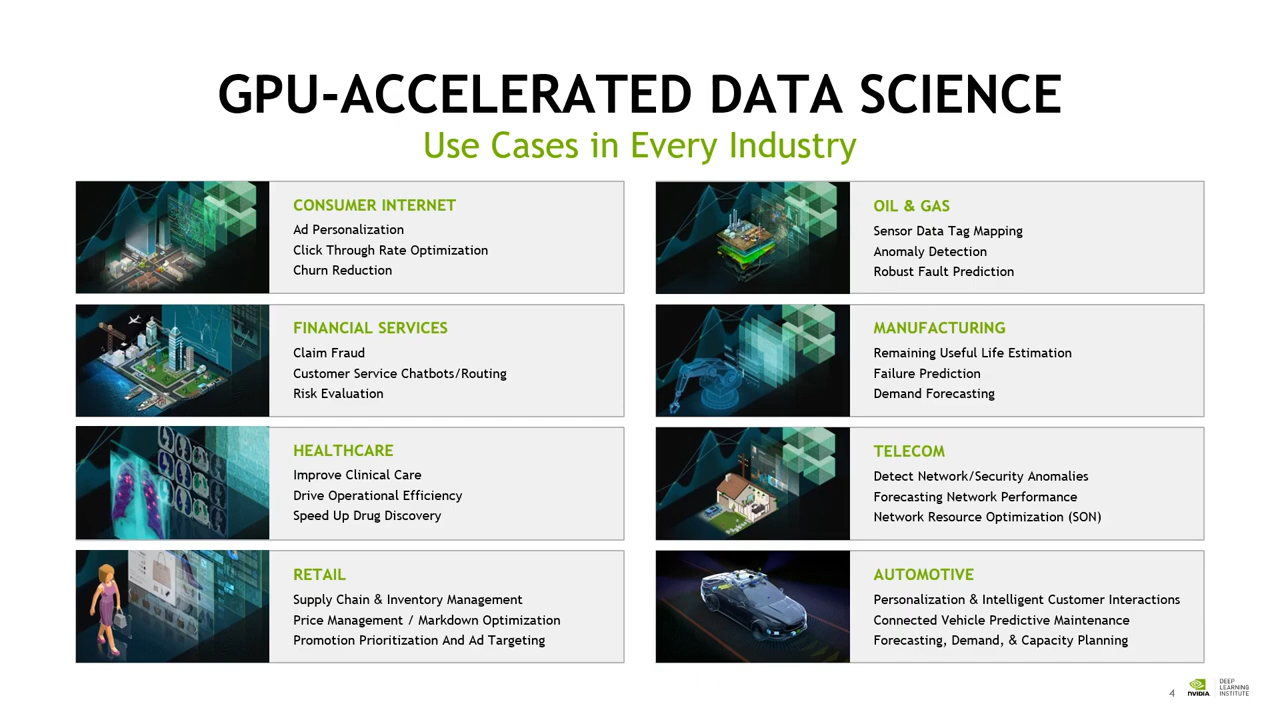 GPU-ACCELERATED DATA SCIENCE
Use Cases in Every Industry
CONSUMER INTERNET
Ad Personalization
Click Through Rate Optimization
Churn Reduction
FINANCIAL SERVICES
Claim Fraud
Customer Service Chatbots/Routing
Risk Evaluation
HEALTHCARE
Improve Clinical Care
Drive Operational Efficiency
Speed Up Drug Discovery
RETAIL
Supply Chain & Inventory Management
Price Management / Markdown Optimization
Promotion Prioritization And Ad Targeting
OIL & GAS
Sensor Data Tag Mapping
Anomaly Detection
Robust Fault Prediction
MANUFACTURING
Remaining Useful Life Estimation
Failure Prediction
Demand Forecasting
TELECOM
Detect Network/Security Anomalies
Forecasting Network Performance
Network Resource Optimization (SON)
AUTOMOTIVE
Personalization & Intelligent Customer Interactions
Connected Vehicle Predictive Maintenance
Forecasting, Demand, & Capacity Planning
4
NVIDIA
DEEP
LEARNING
INSTITUTE